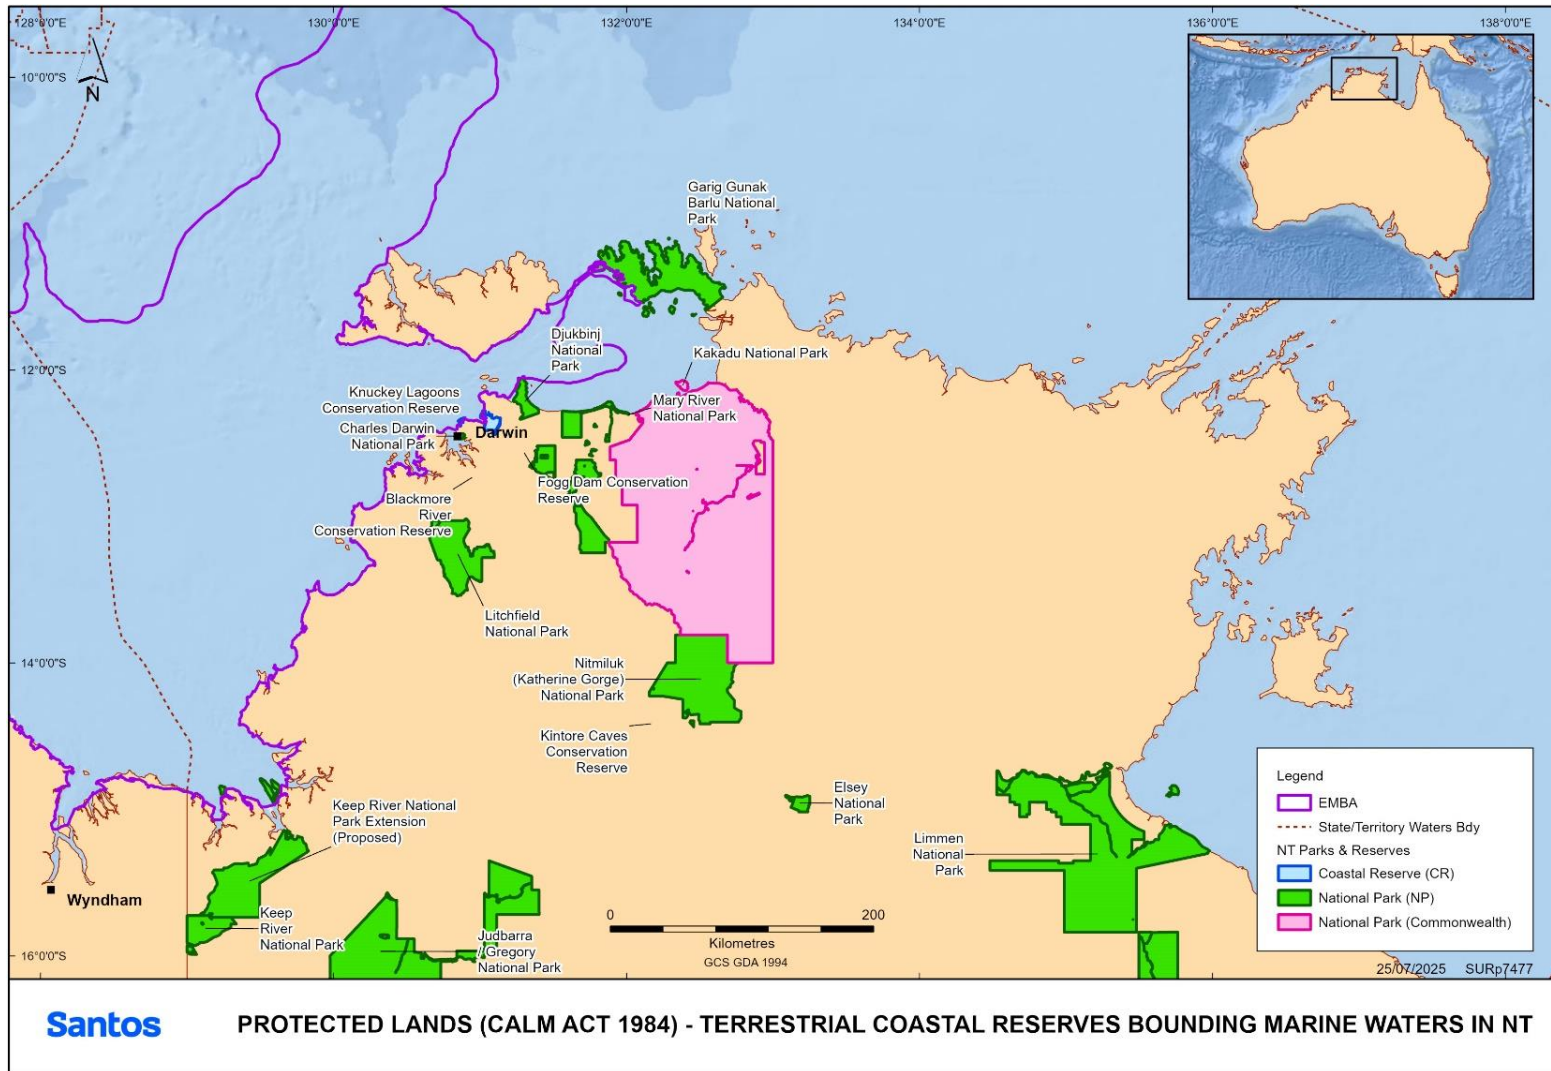 128°0'0"E
130°0'0"E
132°0'0"E
134°0'0"E
136°0'0"E
138°0'0"E
10°0'0"S
N
Garig Gunak
Barlu National
Park
Djukbinj
National
Park
12°0'0"S
Kakadu National Park
Knuckey Lagoons
Conservation Reserve
Mary River
National Park
Charles Darwin
National Park
Darwin
Fogg Dam Conservation
Reserve
Blackmore
River
Conservation Reserve
Litchfield
National Park
14°0'0"S
Nitmiluk
(Katherine Gorge)
National Park
Kintore Caves
Conservation
Reserve
Keep River National
Park Extension
(Proposed)
Elsey
National
Park
Limmen
National
Park
Wyndham
Keep
River
National Park
Judbarra
/ Gregory
National Park
16°0'0"S
0
200
Kilometres
GCS GDA 1994
Legend
EMBA
State/Territory Waters Bdy
NT Parks & Reserves
Coastal Reserve (CR)
National Park (NP)
National Park (Commonwealth)
25/07/2025 SURp7477
Santos
PROTECTED LANDS (CALM ACT 1984) - TERRESTRIAL COASTAL RESERVES BOUNDING MARINE WATERS IN NT